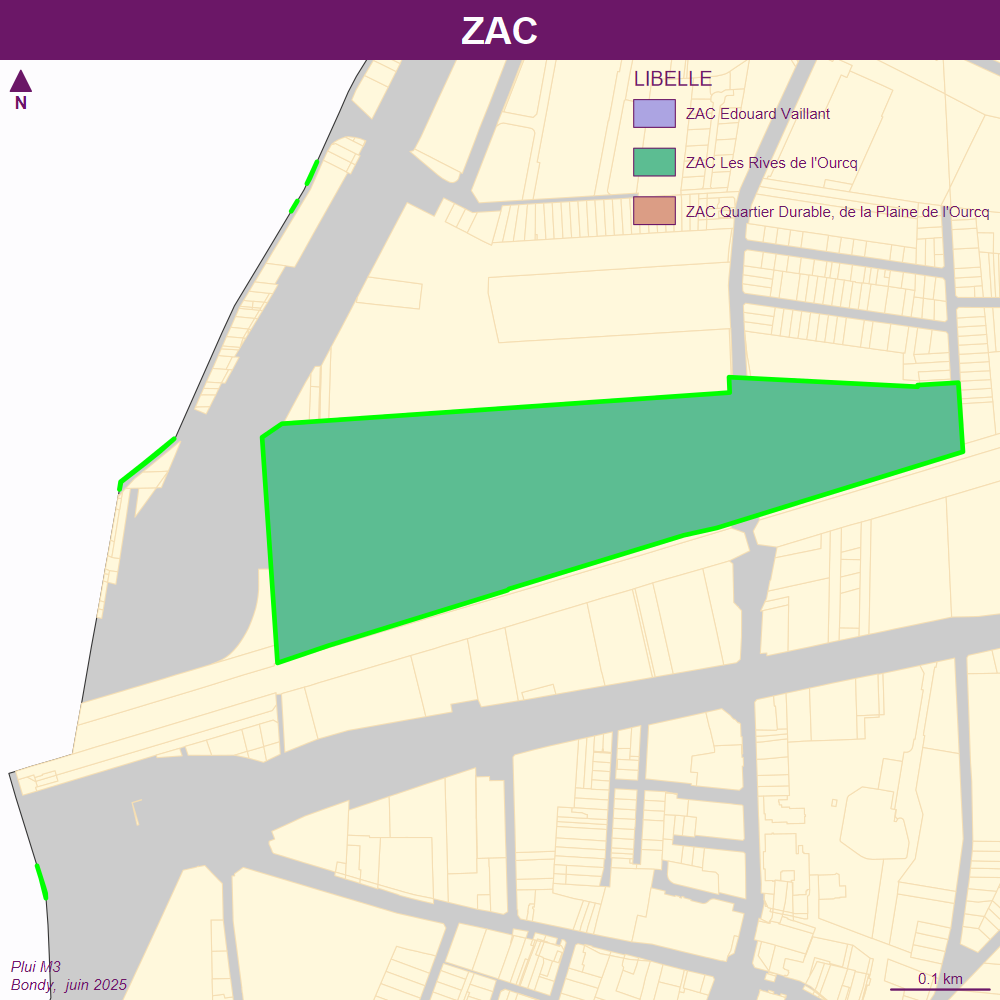 ZAC
N
LIBELLE
ZAC Edouard Vaillant
ZAC Les Rives de l'Ourcq
ZAC Quartier Durable, de la Plaine de l'Ourcq
Plui M3
Bondy, juin 2025
0.1 km